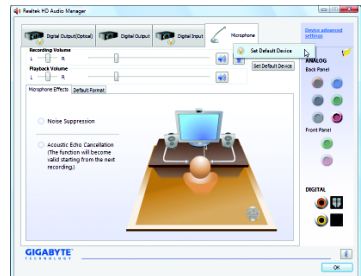 Realtek HD Audio Manager
Digital Output(Optical)
Digital Output
Digital Input
Microphone
Device advanced settings
Recording Volume
L R
Set Default Device
Playback Volume
L R
Set Default Device
ANALOG
Back Panel
Microphone Effects
Default Format
Noise Suppression
Acoustic Echo Cancellation
(The function will become
valid starting from the next
recording.)
Front Panel
DIGITAL
GIGABYTE
TECHNOLOGY
i
OK